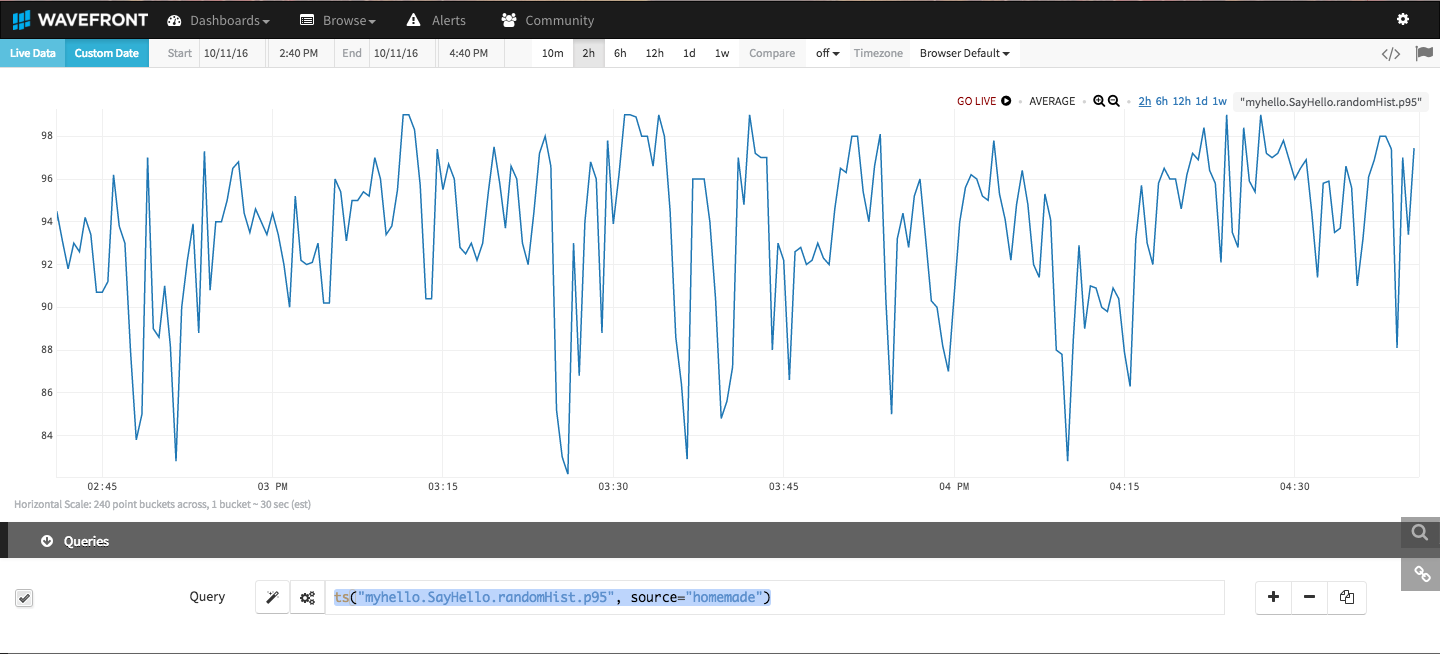 WAVEFRONT Dashboards Browse Alerts Community
Live Data Custom Date Start 10/11/16 2:40 PM End 10/11/16 4:40 PM 10m 2h 6h 12h 1d 1w Compare off Timezone Browser Default </>
GO LIVE AVERAGE 2h 6h 12h 1d 1w "myhello.SayHello.randomHist.p95"
98
96
94
92
90
88
86
84
02:45 03 PM 03:15 03:30 03:45 04 PM 04:15 04:30
Horizontal Scale: 240 point buckets across, 1 bucket ~ 30 sec (est)
Queries
Query ts("myhello.SayHello.randomHist.p95", source="homemade")